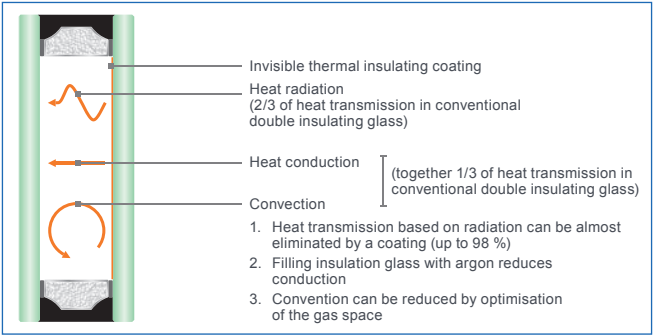 Invisible thermal insulating coating
Heat radiation
(2/3 of heat transmission in conventional
double insulating glass)
Heat conduction
(together 1/3 of heat transmission in
conventional double insulating glass)
Convection
1. Heat transmission based on radiation can be almost
eliminated by a coating (up to 98 %)
2. Filling insulation glass with argon reduces
conduction
3. Convention can be reduced by optimisation
of the gas space